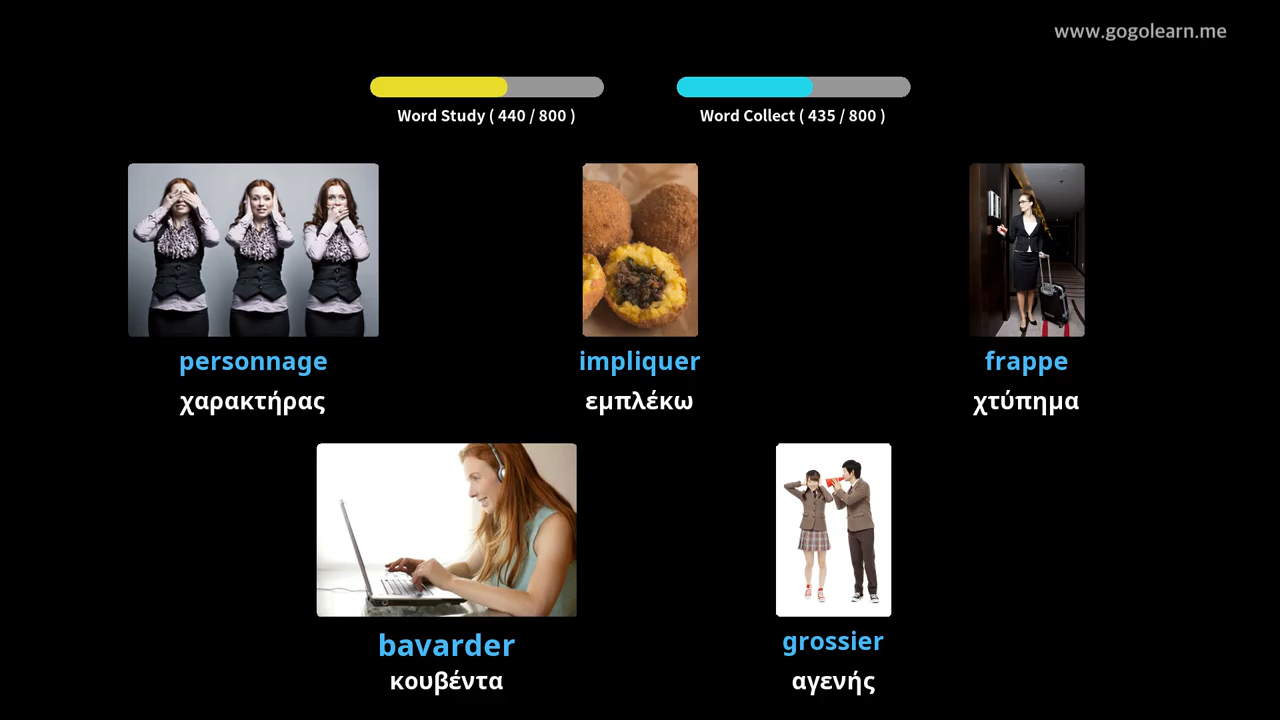 www.gogolearn.me
Word Study ( 440 / 800 )
Word Collect ( 435 / 800 )
personnage
χαρακτήρας
impliquer
εμπλέκω
frappe
χτύπημα
bavarder
κουβέντα
grossier
αγενής